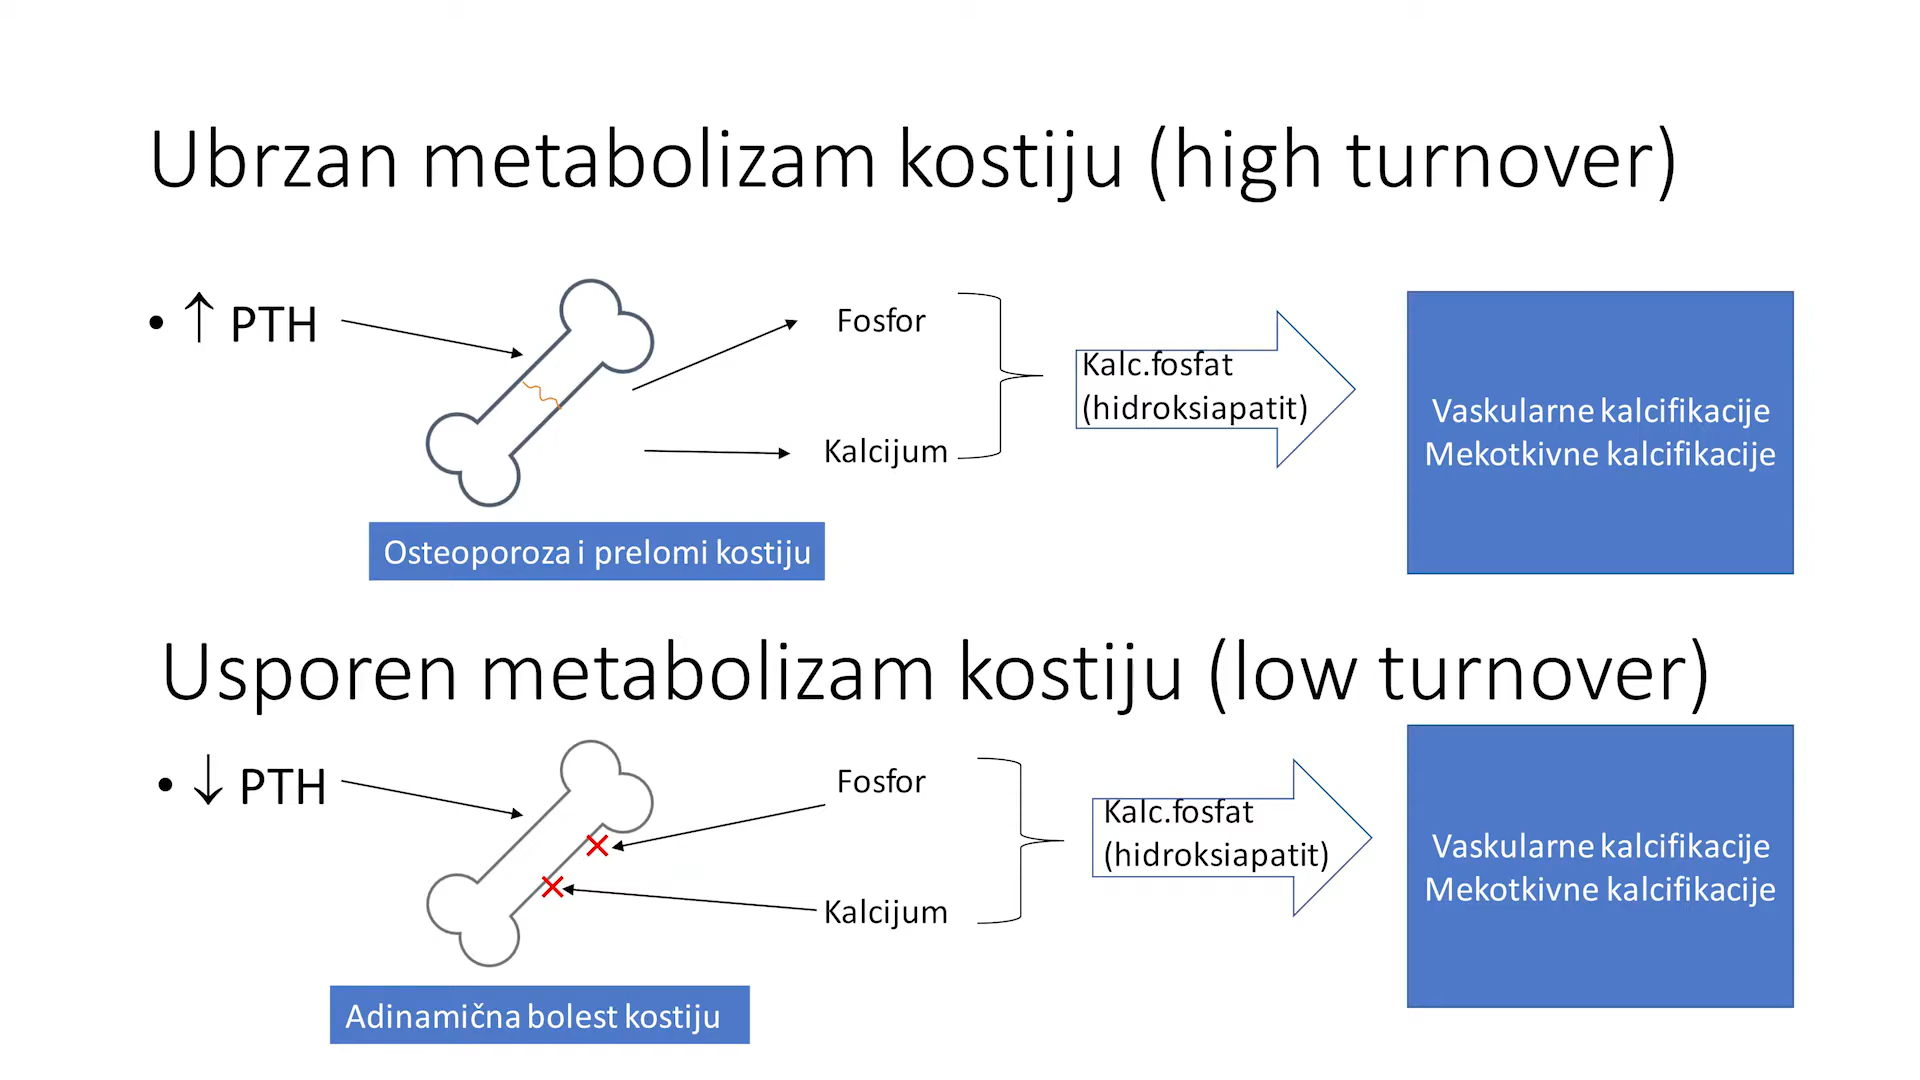 Ubrzan metabolizam kostiju (high turnover)
• ↑ PTH
Fosfor
Kalcijum
Kalc.fosfat
(hidroksiapatit)
Vaskularne kalcifikacije
Mekotkivne kalcifikacije
Osteoporoza i prelomi kostiju
Usporen metabolizam kostiju (low turnover)
• ↓ PTH
Fosfor
Kalcijum
Kalc.fosfat
(hidroksiapatit)
Vaskularne kalcifikacije
Mekotkivne kalcifikacije
Adinamična bolest kostiju